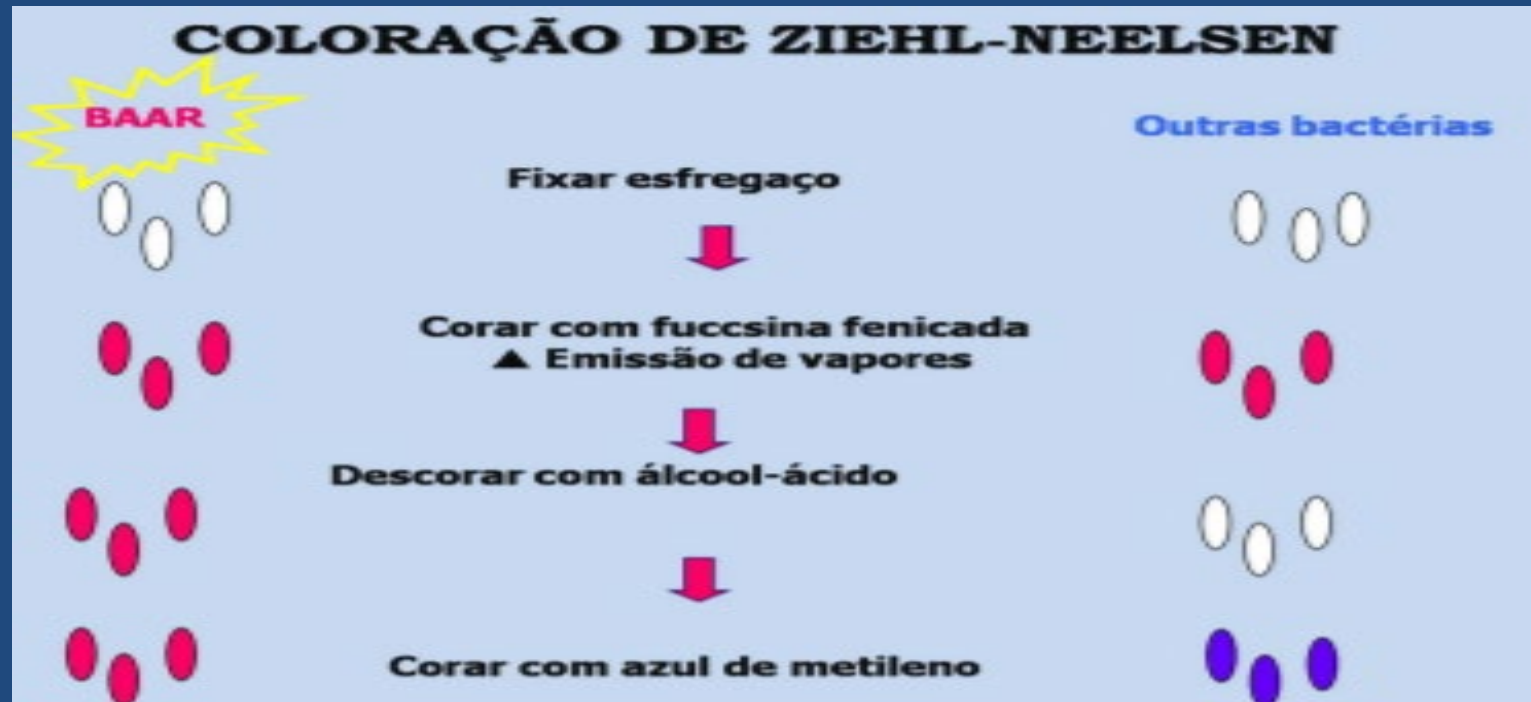 COLORAÇÃO DE ZIEHL-NEELSEN
BAAR
Outras bactérias
Fixar esfregaço
Corar com fuccsina fenicada
▲ Emissão de vapores
Descorar com álcool-ácido
Corar com azul de metileno